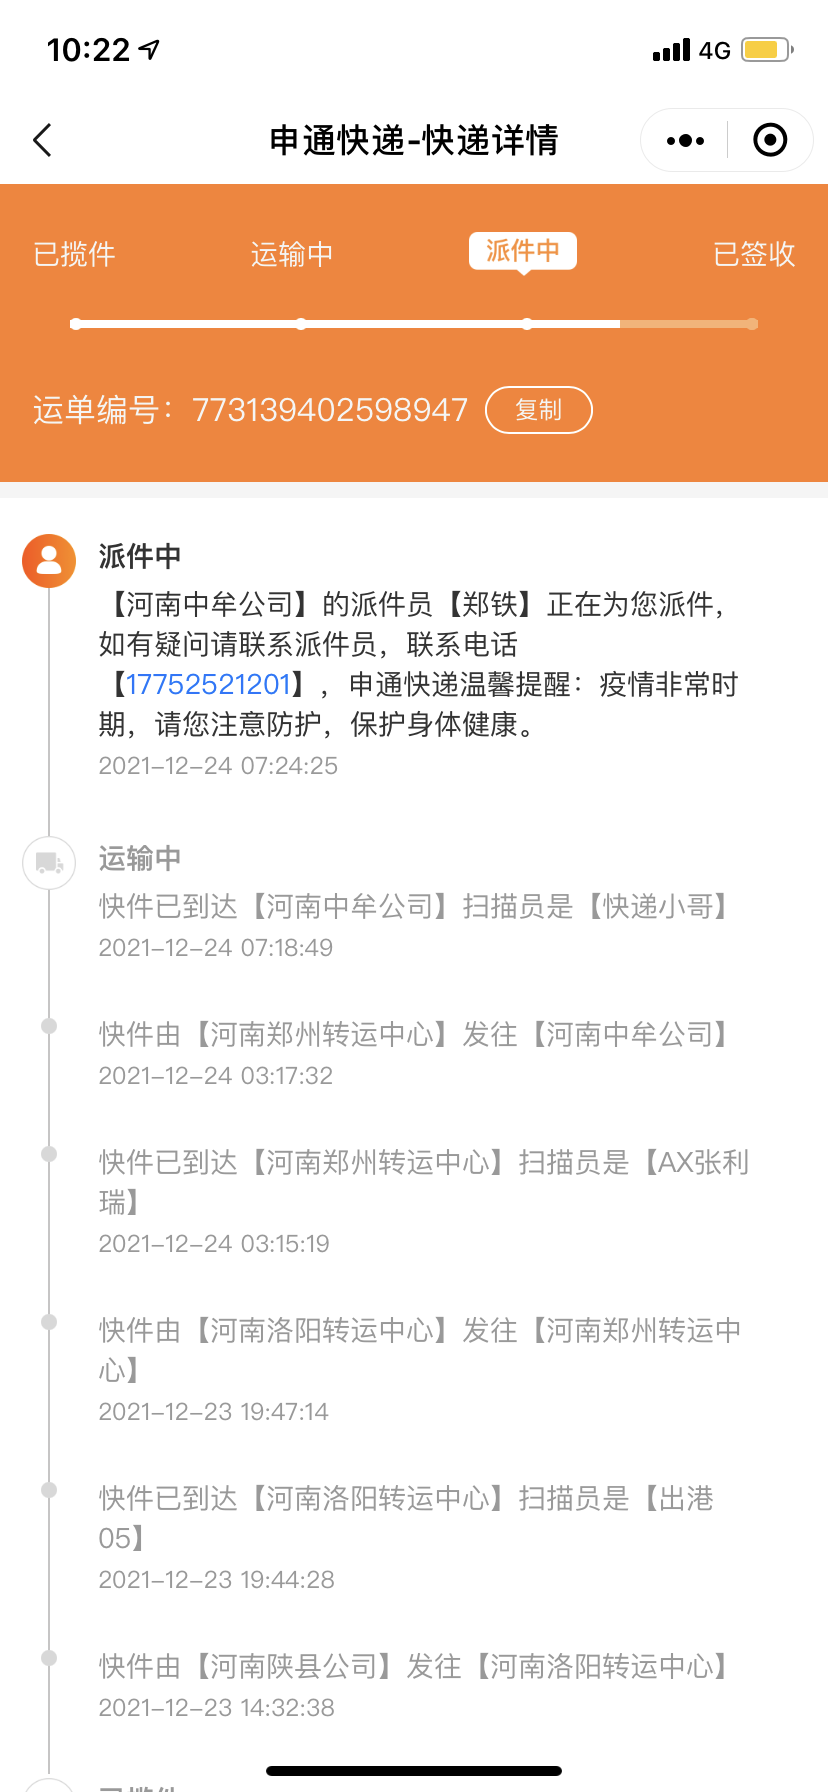 10:22
4G
申通快递-快递详情
已揽件 运输中 派件中 已签收
运单编号：773139402598947 复制
派件中
【河南中牟公司】的派件员【郑铁】正在为您派件，
如有疑问请联系派件员，联系电话
【17752521201】，申通快递温馨提醒：疫情非常时
期，请您注意防护，保护身体健康。
2021-12-24 07:24:25
运输中
快件已到达【河南中牟公司】扫描员是【快递小哥】
2021-12-24 07:18:49
快件由【河南郑州转运中心】发往【河南中牟公司】
2021-12-24 03:17:32
快件已到达【河南郑州转运中心】扫描员是【AX张利
瑞】
2021-12-24 03:15:19
快件由【河南洛阳转运中心】发往【河南郑州转运中
心】
2021-12-23 19:47:14
快件已到达【河南洛阳转运中心】扫描员是【出港
05】
2021-12-23 19:44:28
快件由【河南陕县公司】发往【河南洛阳转运中心】
2021-12-23 14:32:38